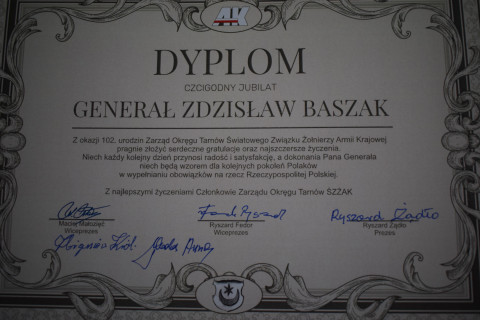 AK
DYPLOM
CZCIGODNY JUBILAT
GENERAŁ ZDZISŁAW BASZAK
Z okazji 102. urodzin Zarząd Okręgu Tarnów Światowego Związku Żołnierzy Armii Krajowej
pragnie złożyć serdeczne gratulacje oraz najszczersze życzenia.
Niech każdy kolejny dzień przynosi radość i satysfakcję, a dokonania Pana Generała
niech będą wzorem dla kolejnych pokoleń Polaków
w wypełnianiu obowiązków na rzecz Rzeczypospolitej Polskiej.
Z najlepszymi życzeniami Członkowie Zarządu Okręgu Tarnów ŚZŻAK
Ryszard Żądło
Maciej Małozięć Ryszard Fedor Ryszard Żądło
Wiceprezes Wiceprezes Prezes
Zbigniew